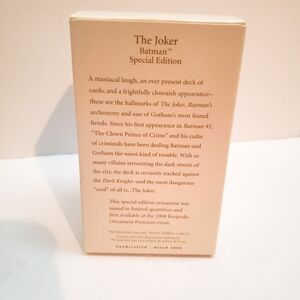 The Joker
Batman™
Special Edition
A maniacal laugh, an ever present deck of
cards, and a frightfully clownish appearance—
these are the hallmarks of The Joker, Batman's
archenemy and one of Gotham's most feared
fiends. Since his first appearance in Batman #1,
"The Clown Prince of Crime" and his cadre
of criminals have been dealing Batman and
Gotham the worst kind of trouble. With so
many villains terrorizing the dark streets of
the city, the deck is certainly stacked against
the Dark Knight—and the most dangerous
"card" of all is...The Joker.
This special edition ornament was
issued in limited quantities and
first available at the 2008 Keepsake
Ornament Premiere event.
handcrafted · dated 2008